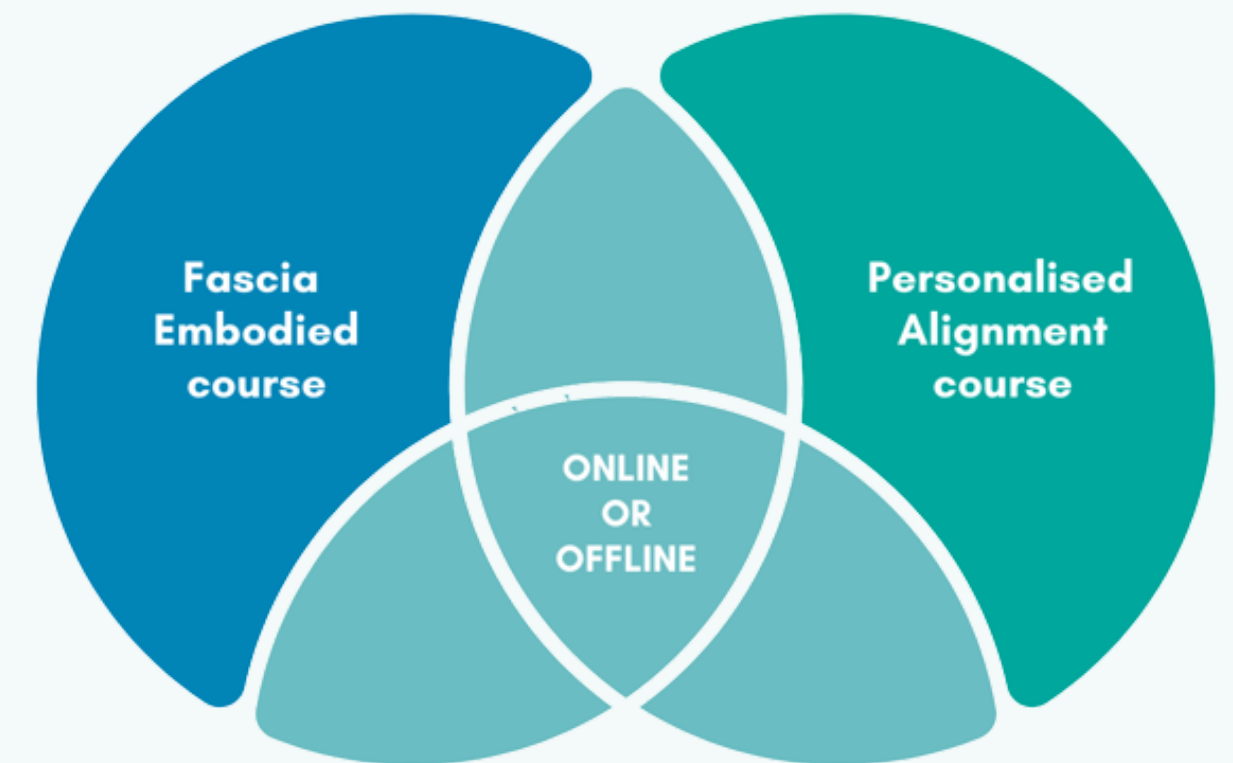 Fascia
Embodied
course
Personalised
Alignment
course
ONLINE
OR
OFFLINE